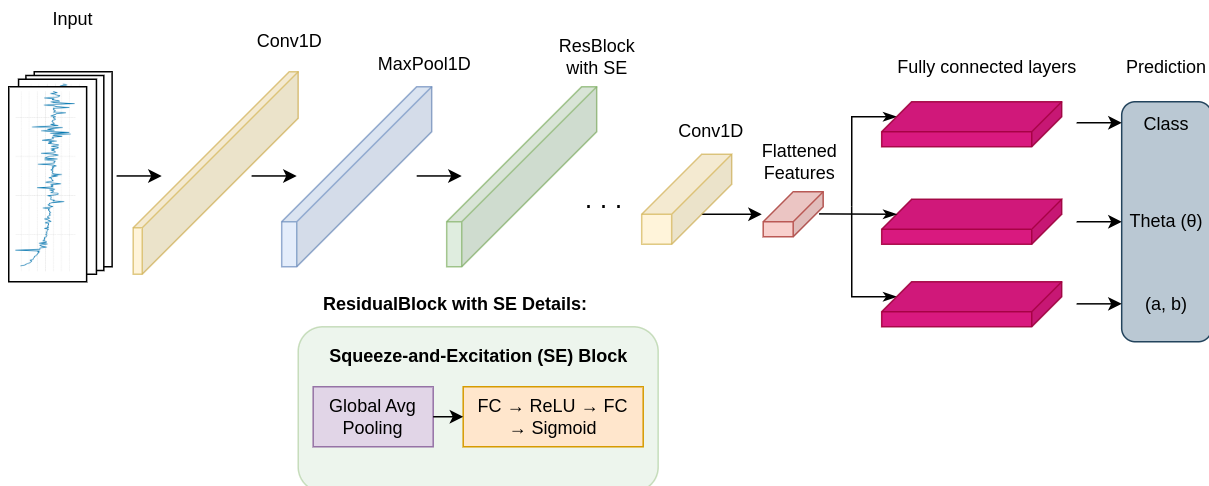 Input
Conv1D
MaxPool1D
ResBlock
with SE
. . .
Conv1D
Flattened
Features
Fully connected layers
Prediction
Class
Theta (θ)
(a, b)
ResidualBlock with SE Details:
Squeeze-and-Excitation (SE) Block
Global Avg
Pooling
FC → ReLU → FC
→ Sigmoid